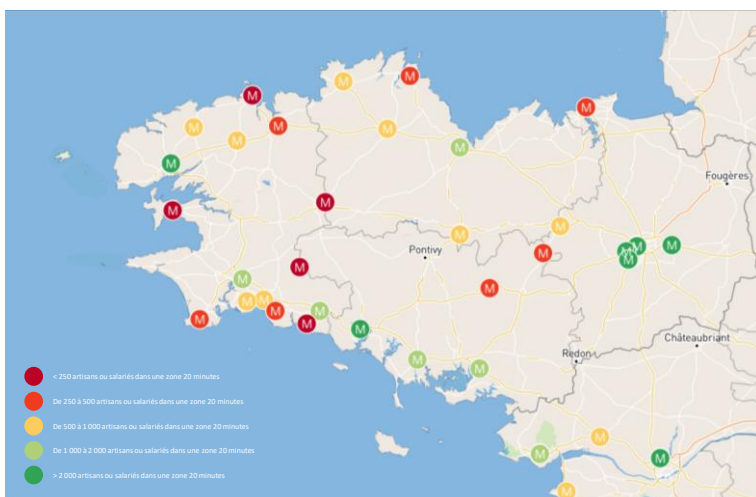 M
M
M
M
M
M
M
M
M
M
Fougères
M
M
M
M
M
M
M
M
M
M
Pontivy
M
M
M
M
M
M
M
M
M
M
M
Châteaubriant
Redon
M
M
M
M
M
M
< 250 artisans ou salariés dans une zone 20 minutes
De 250 à 500 artisans ou salariés dans une zone 20 minutes
De 500 à 1 000 artisans ou salariés dans une zone 20 minutes
De 1 000 à 2 000 artisans ou salariés dans une zone 20 minutes
> 2 000 artisans ou salariés dans une zone 20 minutes